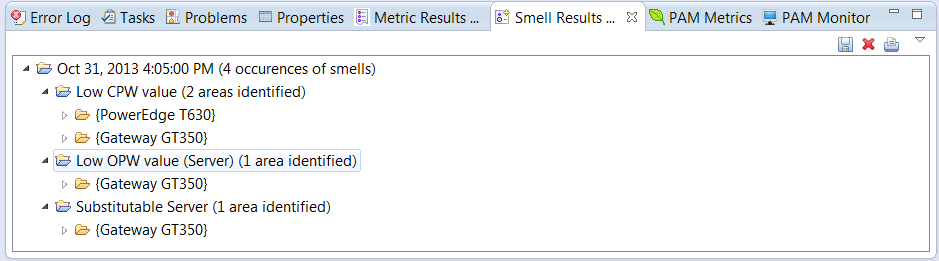 Error Log Tasks Problems Properties Metric Results ... Smell Results ... PAM Metrics PAM Monitor
Oct 31, 2013 4:05:00 PM (4 occurences of smells)
Low CPW value (2 areas identified)
{PowerEdge T630}
{Gateway GT350}
Low OPW value (Server) (1 area identified)
{Gateway GT350}
Substitutable Server (1 area identified)
{Gateway GT350}